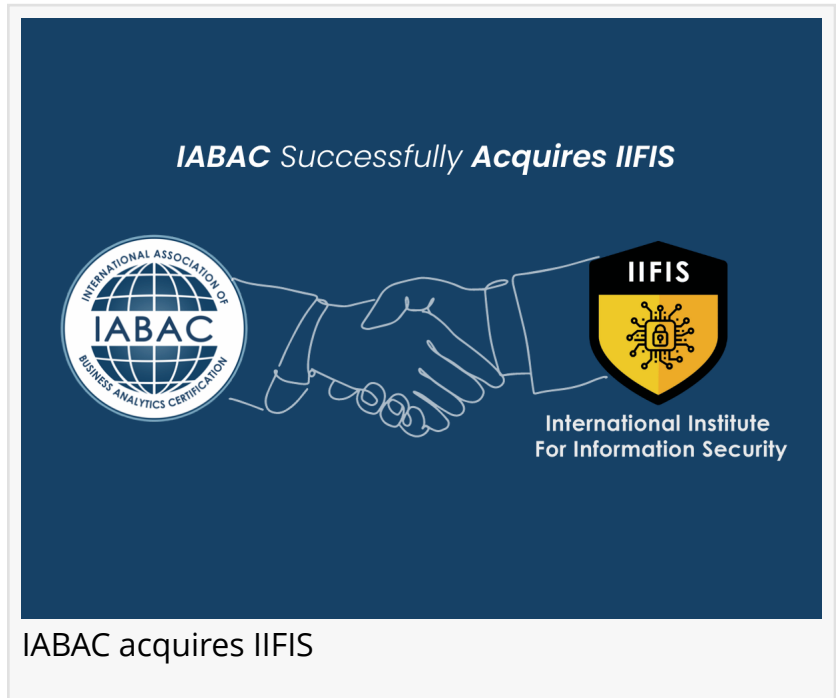 IABAC Successfully Acquires IIFIS
INTERNATIONAL ASSOCIATION OF
IABAC
BUSINESS ANALYTICS CERTIFICATION
IIFIS
International Institute
For Information Security
IABAC acquires IIFIS